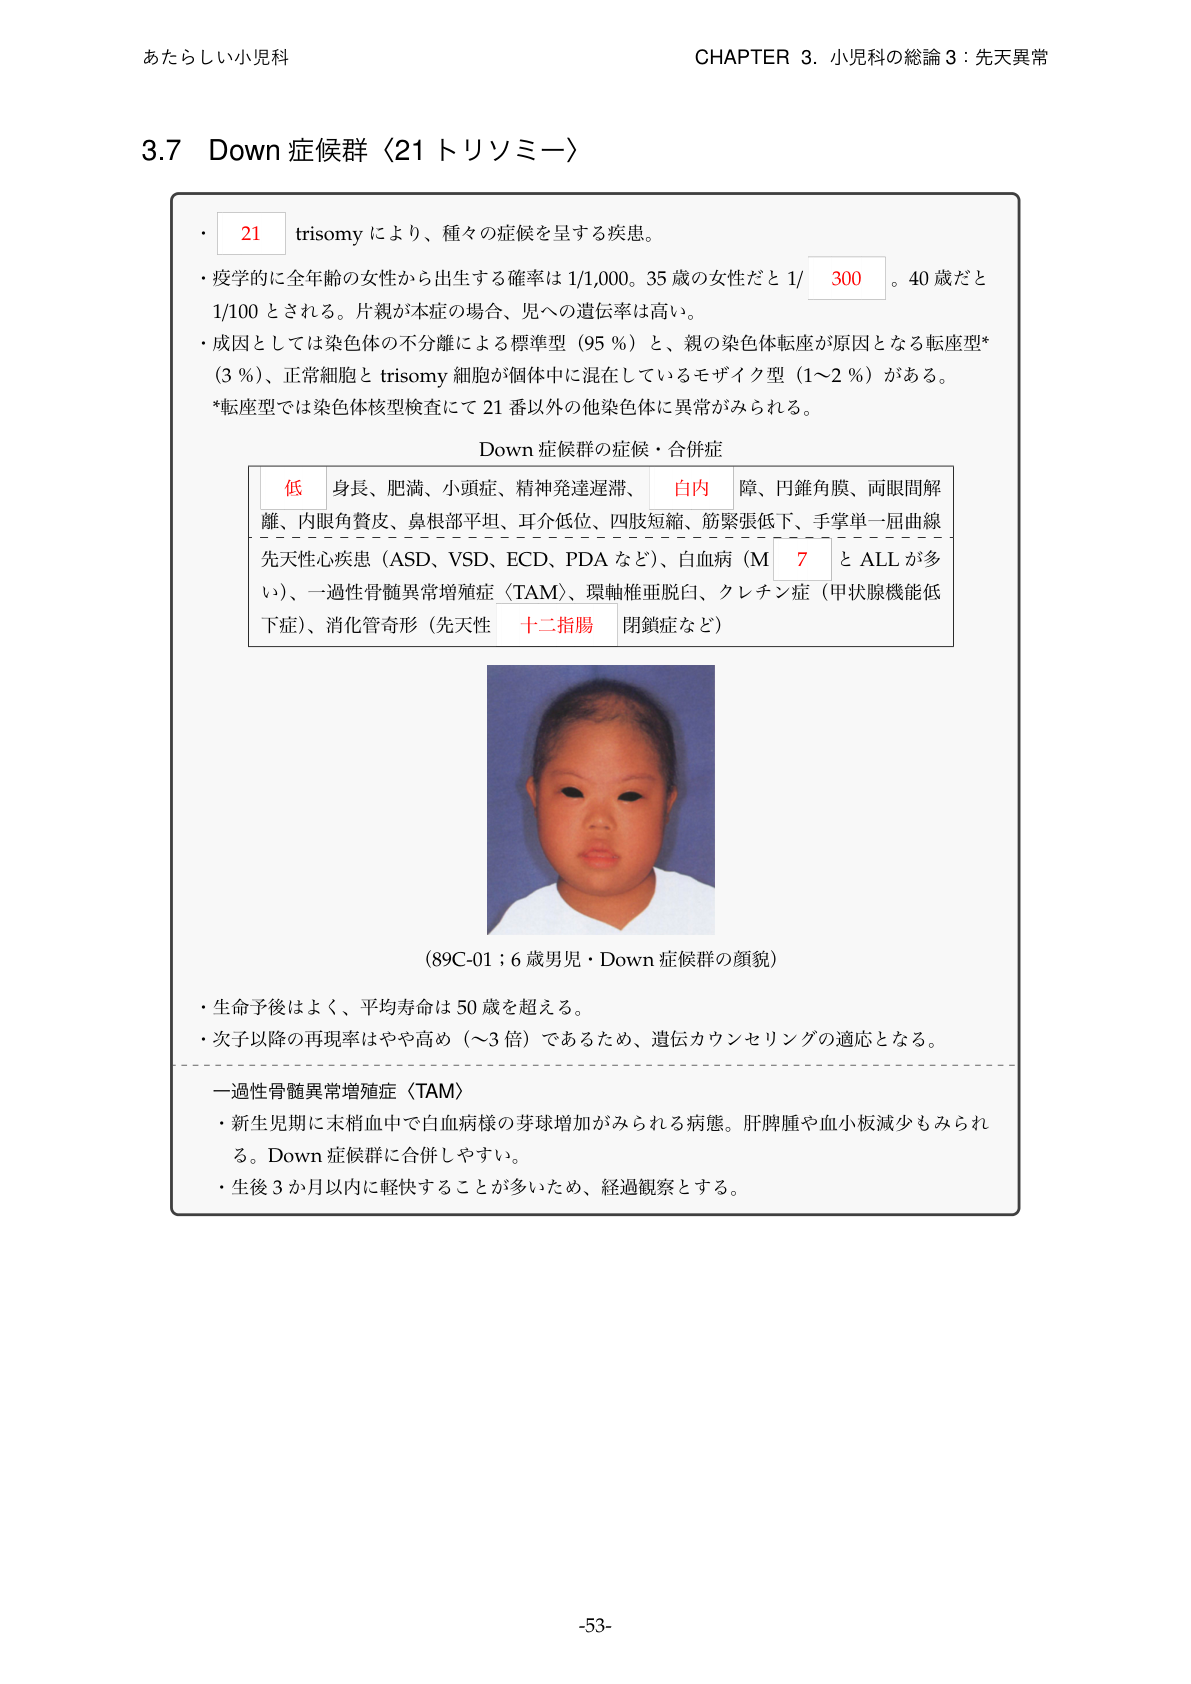 あたらしい小児科
CHAPTER 3. 小児科の総論 3：先天異常
3.7 Down 症候群〈21 トリソミー〉
・ 21 trisomy により、種々の症候を呈する疾患。
・疫学的に全年齢の女性から出生する確率は 1/1,000。35 歳の女性だと 1/ 300 。40 歳だと
1/100 とされる。片親が本症の場合、児への遺伝率は高い。
・成因としては染色体の不分離による標準型（95 %）と、親の染色体転座が原因となる転座型*
（3 %）、正常細胞と trisomy 細胞が個体中に混在しているモザイク型（1～2 %）がある。
*転座型では染色体核型検査にて 21 番以外の他染色体に異常がみられる。
Down 症候群の症候・合併症
低 身長、肥満、小頭症、精神発達遅滞、 白内 障、円錐角膜、両眼間解
離、内眼角贅皮、鼻根部平坦、耳介低位、四肢短縮、筋緊張低下、手掌単一屈曲線
先天性心疾患（ASD、VSD、ECD、PDA など）、白血病（M 7 と ALL が多
い）、一過性骨髄異常増殖症〈TAM〉、環軸椎亜脱臼、クレチン症（甲状腺機能低
下症）、消化管奇形（先天性 十二指腸 閉鎖症など）
（89C-01；6 歳男児・Down 症候群の顔貌）
・生命予後はよく、平均寿命は 50 歳を超える。
・次子以降の再現率はやや高め（～3 倍）であるため、遺伝カウンセリングの適応となる。
一過性骨髄異常増殖症〈TAM〉
・新生児期に末梢血中で白血病様の芽球増加がみられる病態。肝脾腫や血小板減少もみられ
る。Down 症候群に合併しやすい。
・生後 3 か月以内に軽快することが多いため、経過観察とする。
-53-